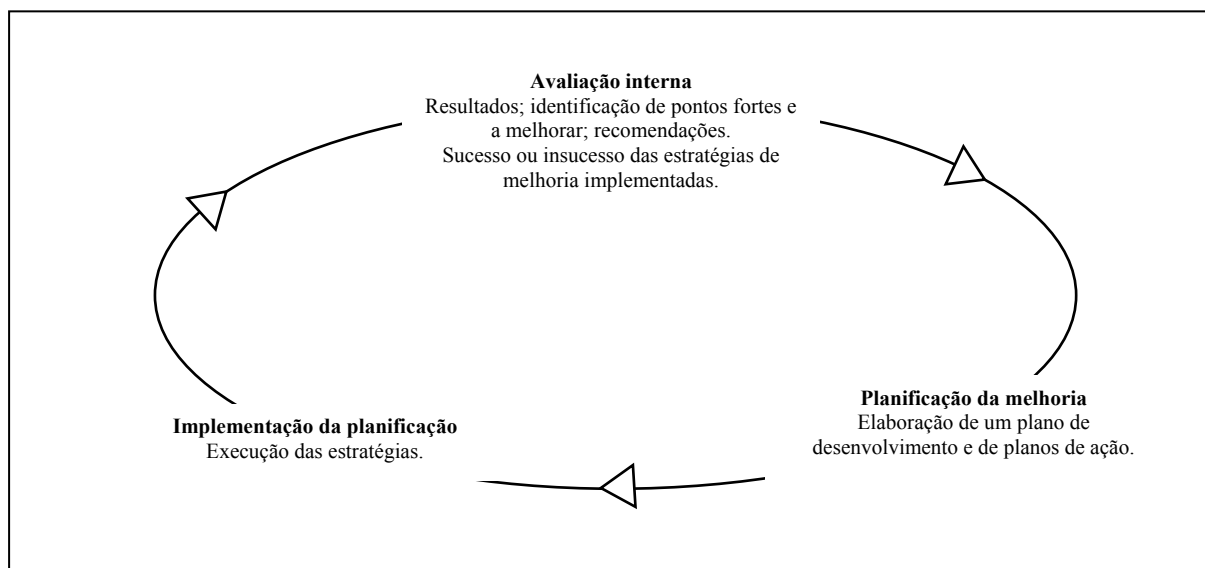 Avaliação interna
Resultados; identificação de pontos fortes e
a melhorar; recomendações.
Sucesso ou insucesso das estratégias de
melhoria implementadas.
Planificação da melhoria
Elaboração de um plano de
desenvolvimento e de planos de ação.
Implementação da planificação
Execução das estratégias.